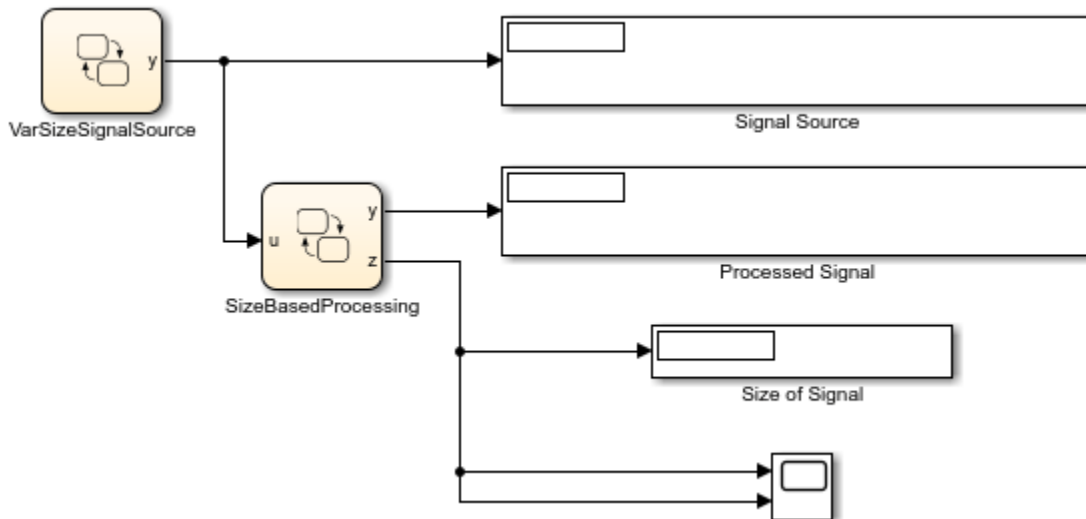 y
VarSizeSignalSource
Signal Source
u
y
z
SizeBasedProcessing
Processed Signal
Size of Signal